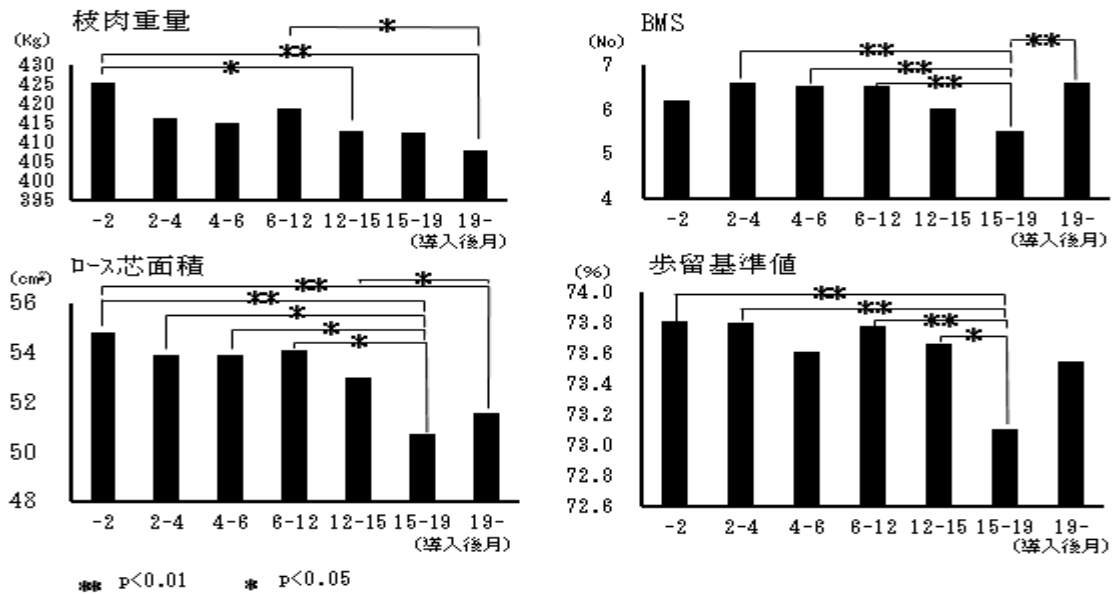 枝肉重量
(Kg)
430
425
420
415
410
405
400
395
* ** *
-2 2-4 4-6 6-12 12-15 15-19 19-
(導入後月)
BMS
(No)
7
6
5
4
** ** ** **
-2 2-4 4-6 6-12 12-15 15-19 19-
(導入後月)
ロース芯面積
(cm²)
56
54
52
50
48
** * ** * * *
-2 2-4 4-6 6-12 12-15 15-19 19-
(導入後月)
歩留基準値
(%)
74.0
73.8
73.6
73.4
73.2
73.0
72.8
72.6
** ** ** *
-2 2-4 4-6 6-12 12-15 15-19 19-
(導入後月)
** p<0.01 * p<0.05